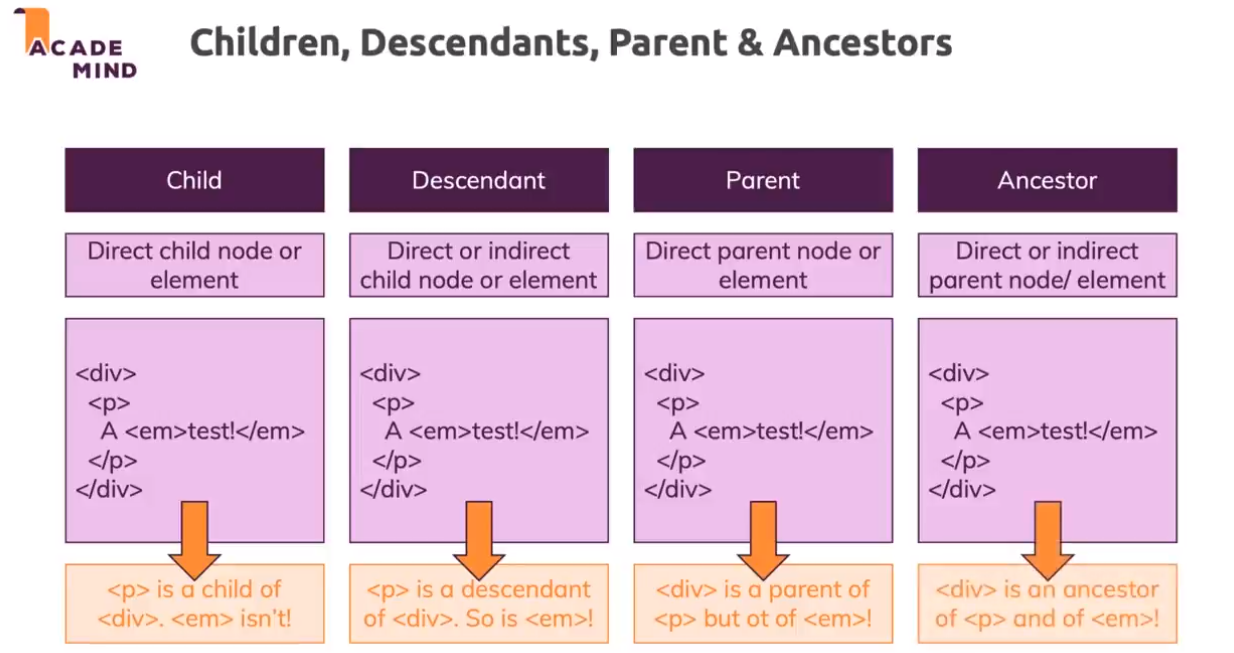 ACADE
MIND
Children, Descendants, Parent & Ancestors
Child
Direct child node or
element
<div>
<p>
A <em>test!</em>
</p>
</div>
<p> is a child of
<div>. <em> isn't!
Descendant
Direct or indirect
child node or element
<div>
<p>
A <em>test!</em>
</p>
</div>
<p> is a descendant
of <div>. So is <em>!
Parent
Direct parent node or
element
<div>
<p>
A <em>test!</em>
</p>
</div>
<div> is a parent of
<p> but ot of <em>!
Ancestor
Direct or indirect
parent node/ element
<div>
<p>
A <em>test!</em>
</p>
</div>
<div> is an ancestor
of <p> and of <em>!